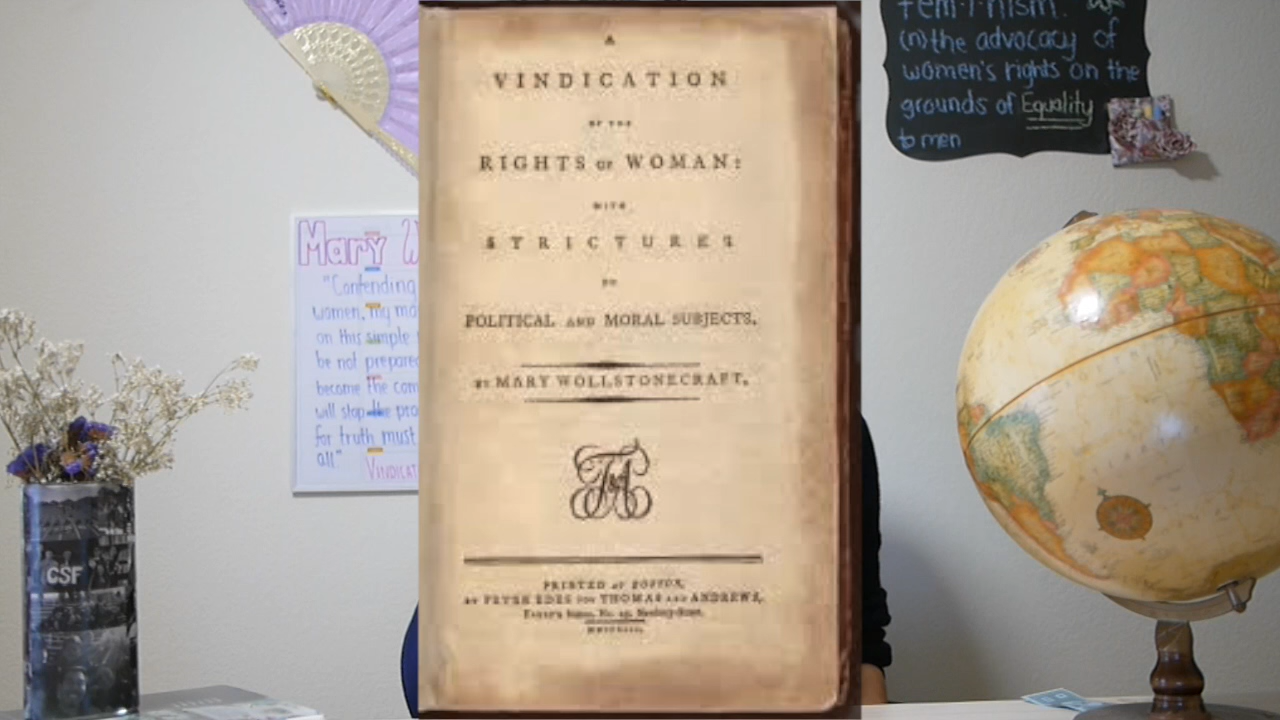 A
VINDICATION
OF THE
RIGHTS OF WOMAN:
WITH
STRICTURES
ON
POLITICAL AND MORAL SUBJECTS.
BY MARY WOLLSTONECRAFT.
PRINTED AT BOSTON,
BY PETER EDES FOR THOMAS AND ANDREWS,
Mary W
"Contending
women, my ma
on this simple
be not prepared
become the com
will stop the pro
for truth must
all."
VINDICAT
fem·i·nism.
(n) the advocacy of
women's rights on the
grounds of Equality
to men
CSF